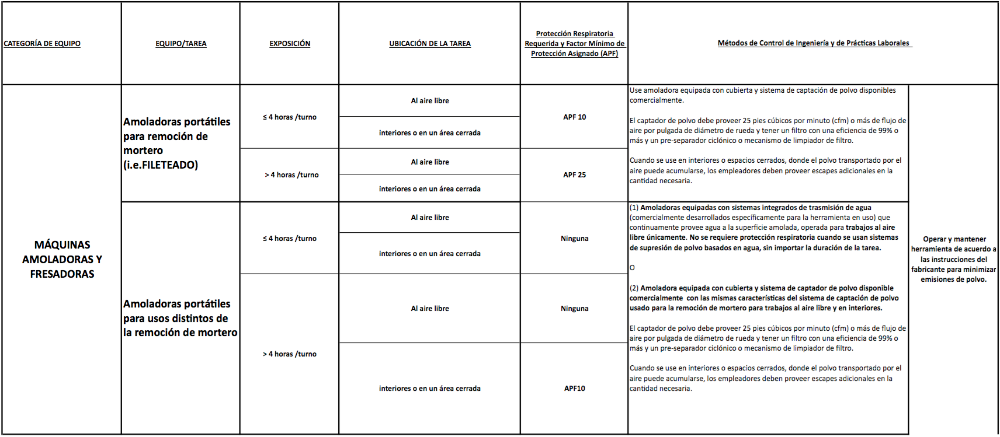 CATEGORÍA DE EQUIPO
EQUIPO/TAREA
EXPOSICIÓN
UBICACIÓN DE LA TAREA
Protección Respiratoria
Requerida y Factor Mínimo de
Protección Asignado (APF)
Métodos de Control de Ingeniería y de Prácticas Laborales
MÁQUINAS
AMOLADORAS Y
FRESADORAS
Amoladoras portátiles
para remoción de
mortero
(i.e.FILETEADO)
≤ 4 horas /turno
Al aire libre
interiores o en un área cerrada
APF 10
> 4 horas /turno
Al aire libre
interiores o en un área cerrada
APF 25
Use amoladora equipada con cubierta y sistema de captación de polvo disponibles
comercialmente.
El captador de polvo debe proveer 25 pies cúbicos por minuto (cfm) o más de flujo de
aire por pulgada de diámetro de rueda y tener un filtro con una eficiencia de 99% o
más y un pre-separador ciclónico o mecanismo de limpiador de filtro.
Cuando se use en interiores o espacios cerrados, donde el polvo transportado por el
aire puede acumularse, los empleadores deben proveer escapes adicionales en la
cantidad necesaria.
Amoladoras portátiles
para usos distintos de
la remoción de mortero
≤ 4 horas /turno
Al aire libre
interiores o en un área cerrada
Ninguna
> 4 horas /turno
Al aire libre
Ninguna
interiores o en un área cerrada
APF10
(1) Amoladoras equipadas con sistemas integrados de trasmisión de agua
(comercialmente desarrollados específicamente para la herramienta en uso) que
continuamente provee agua a la superficie amolada, operada para trabajos al aire
libre únicamente. No se requiere protección respiratoria cuando se usan sistemas
de supresión de polvo basados en agua, sin importar la duración de la tarea.
O
(2) Amoladora equipada con cubierta y sistema de captador de polvo disponible
comercialmente con las mismas características del sistema de captación de polvo
usado para la remoción de mortero para trabajos al aire libre y en interiores.
El captador de polvo debe proveer 25 pies cúbicos por minuto (cfm) o más de flujo de
aire por pulgada de diámetro de rueda y tener un filtro con una eficiencia de 99% o
más y un pre-separador ciclónico o mecanismo de limpiador de filtro.
Cuando se use en interiores o espacios cerrados, donde el polvo transportado por el
aire puede acumularse, los empleadores deben proveer escapes adicionales en la
cantidad necesaria.
Operar y mantener
herramienta de acuerdo a
las instrucciones del
fabricante para minimizar
emisiones de polvo.